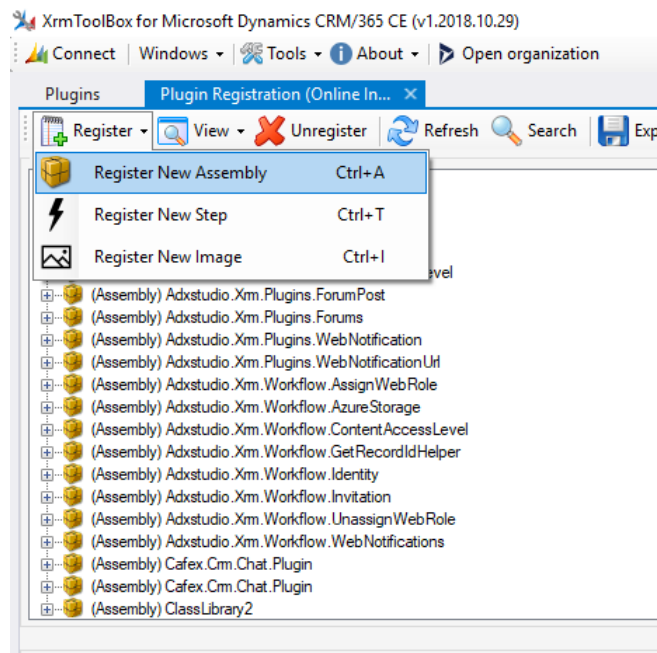 XrmToolBox for Microsoft Dynamics CRM/365 CE (v1.2018.10.29)
Connect Windows Tools About Open organization
Plugins Plugin Registration (Online In...
Register View Unregister Refresh Search Exp
Register New Assembly Ctrl+A
Register New Step Ctrl+T
Register New Image Ctrl+I
evel
(Assembly) Adxstudio.Xrm.Plugins.ForumPost
(Assembly) Adxstudio.Xrm.Plugins.Forums
(Assembly) Adxstudio.Xrm.Plugins.WebNotification
(Assembly) Adxstudio.Xrm.Plugins.WebNotificationUrl
(Assembly) Adxstudio.Xrm.Workflow.AssignWebRole
(Assembly) Adxstudio.Xrm.Workflow.AzureStorage
(Assembly) Adxstudio.Xrm.Workflow.ContentAccessLevel
(Assembly) Adxstudio.Xrm.Workflow.GetRecordIdHelper
(Assembly) Adxstudio.Xrm.Workflow.Identity
(Assembly) Adxstudio.Xrm.Workflow.Invitation
(Assembly) Adxstudio.Xrm.Workflow.UnassignWebRole
(Assembly) Adxstudio.Xrm.Workflow.WebNotifications
(Assembly) Cafex.Crm.Chat.Plugin
(Assembly) Cafex.Crm.Chat.Plugin
(Assembly) ClassLibrary2